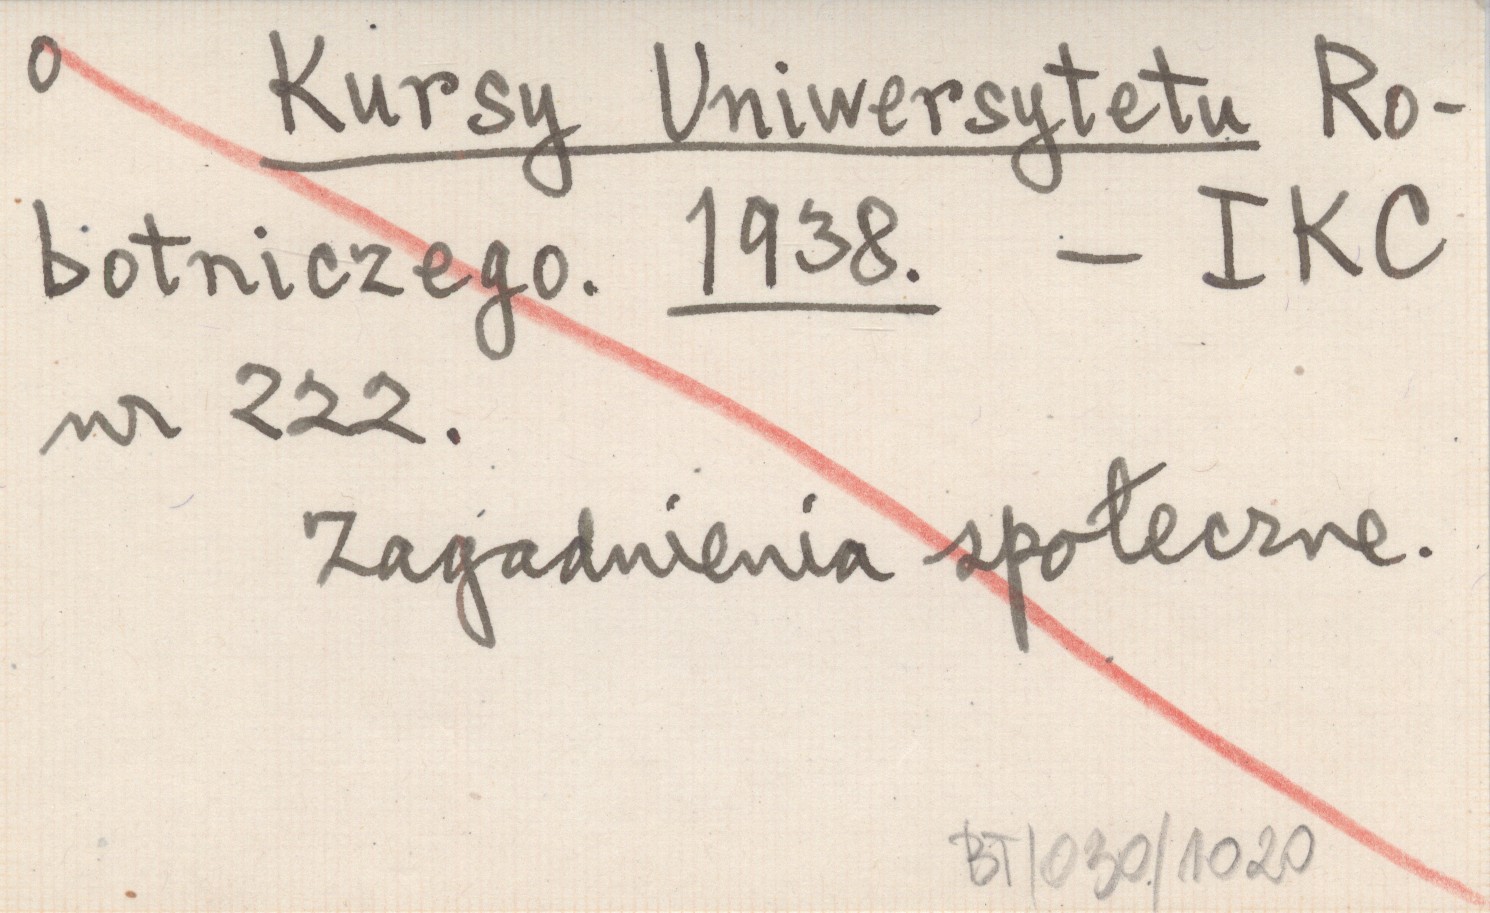 o Kursy Uniwersytetu Ro-
botniczego. 1938. – IKC
nr 222.
Zagadnienia społeczne.
BT/030/1020